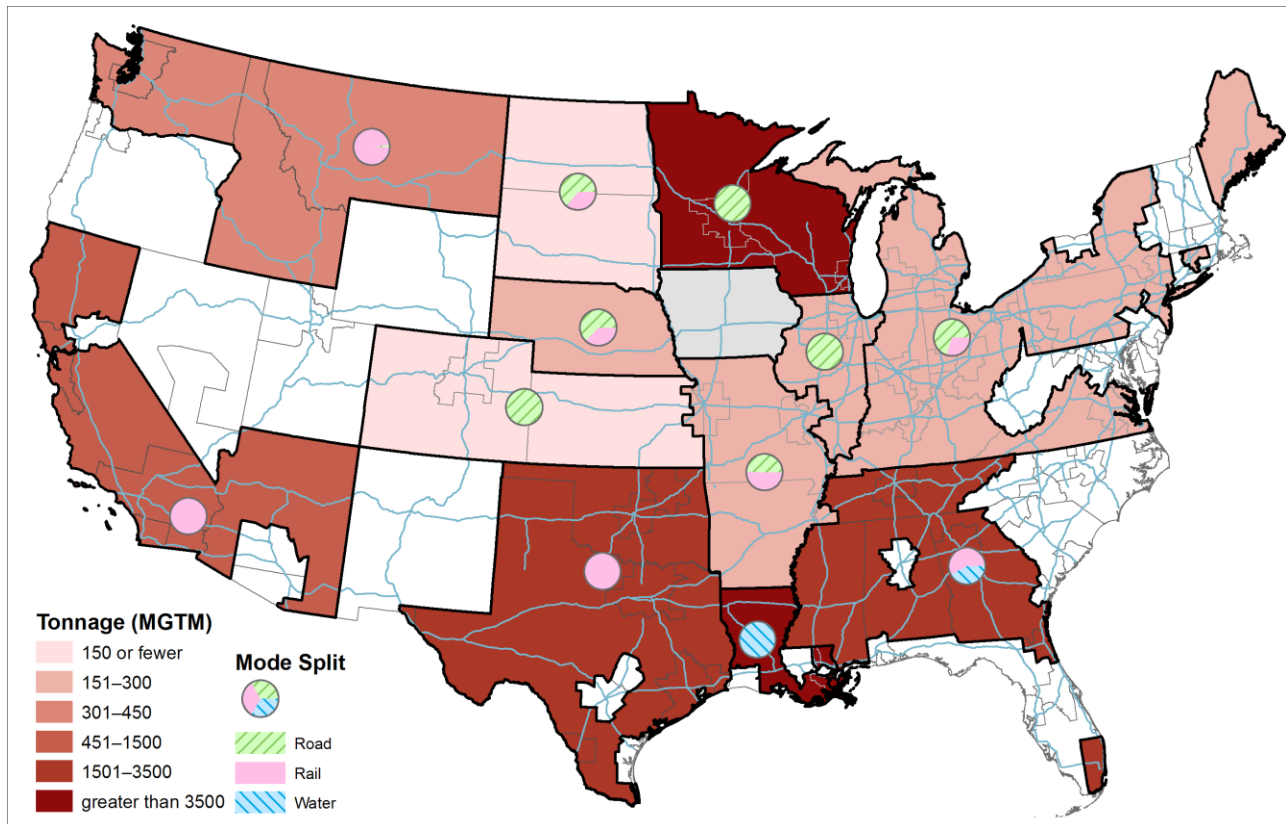 Tonnage (MGTM)
150 or fewer
151–300
301–450
451–1500
1501–3500
greater than 3500
Mode Split
Road
Rail
Water